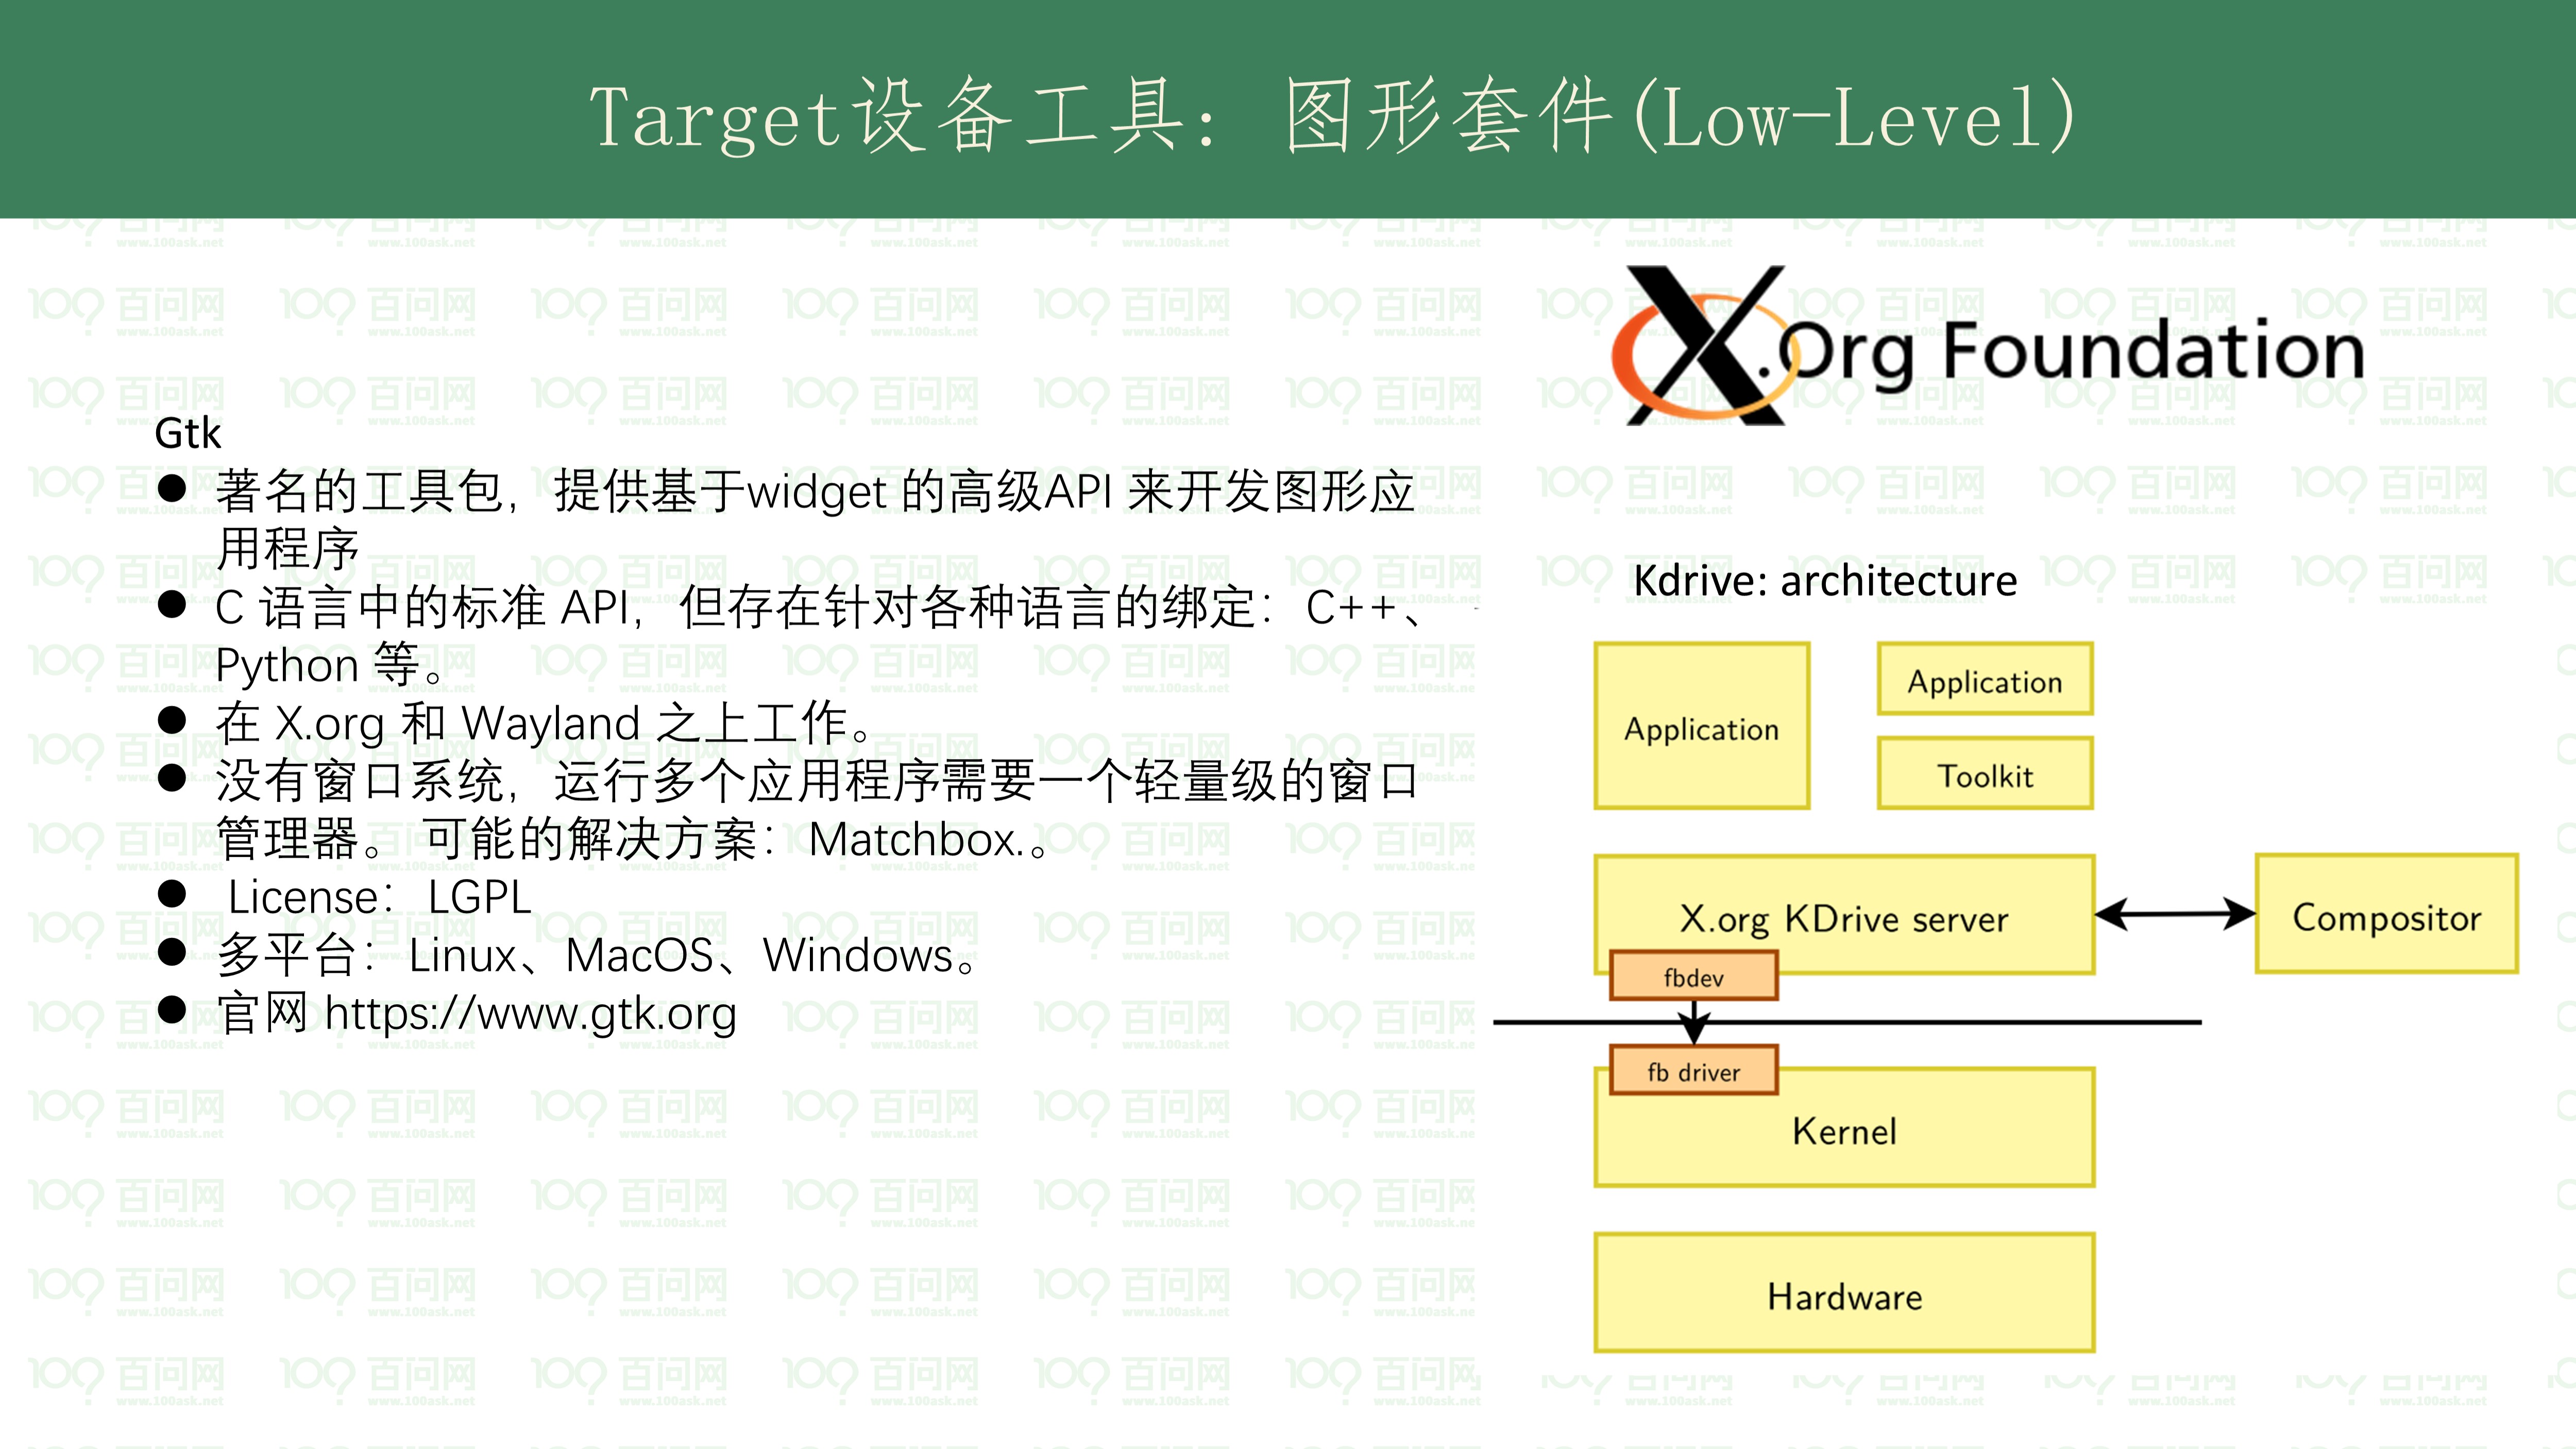 Target设备工具：图形套件(Low-Level)
Gtk
● 著名的工具包，提供基于widget 的高级API 来开发图形应
用程序
● C 语言中的标准 API，但存在针对各种语言的绑定：C++、
Python 等。
● 在 X.org 和 Wayland 之上工作。
● 没有窗口系统，运行多个应用程序需要一个轻量级的窗口
管理器。 可能的解决方案：Matchbox.。
● License：LGPL
● 多平台：Linux、MacOS、Windows。
● 官网 https://www.gtk.org
X.Org Foundation
Kdrive: architecture
Application
Application
Toolkit
X.org KDrive server
Compositor
fbdev
fb driver
Kernel
Hardware
百问网
www.100ask.net